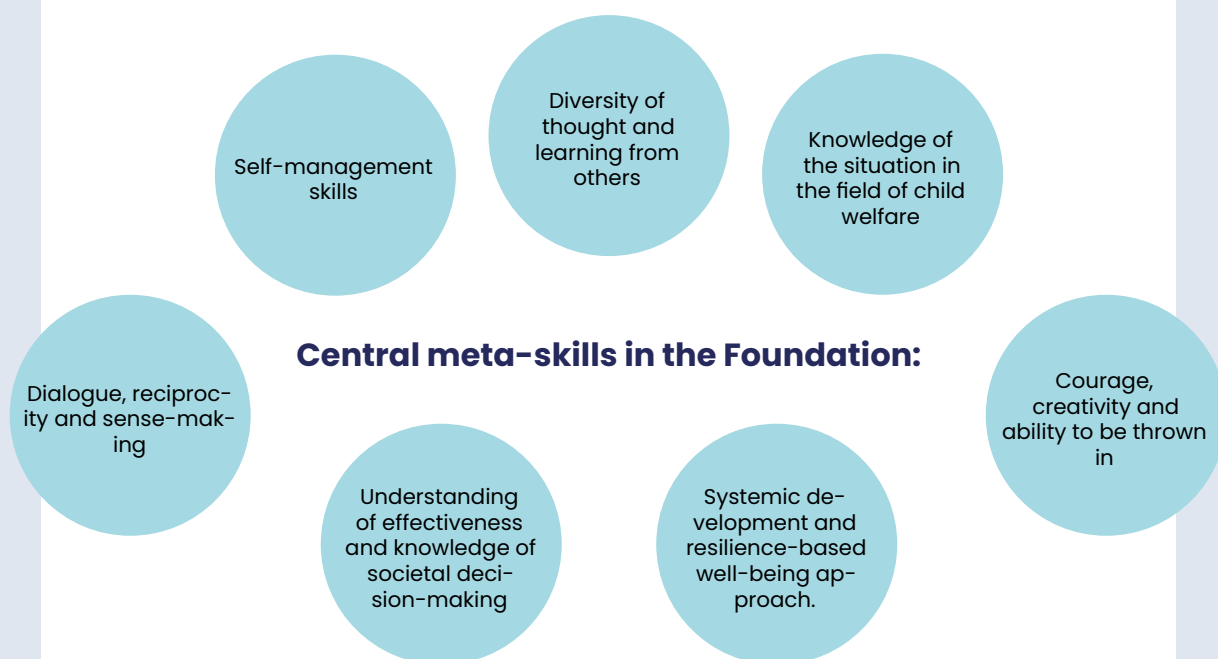 Diversity of
thought and
learning from
others
Self-management
skills
Knowledge of
the situation in
the field of child
welfare
Central meta-skills in the Foundation:
Dialogue, reciproc-
ity and sense-mak-
ing
Courage,
creativity and
ability to be thrown
in
Understanding
of effectiveness
and knowledge of
societal deci-
sion-making
Systemic de-
velopment and
resilience-based
well-being ap-
proach.